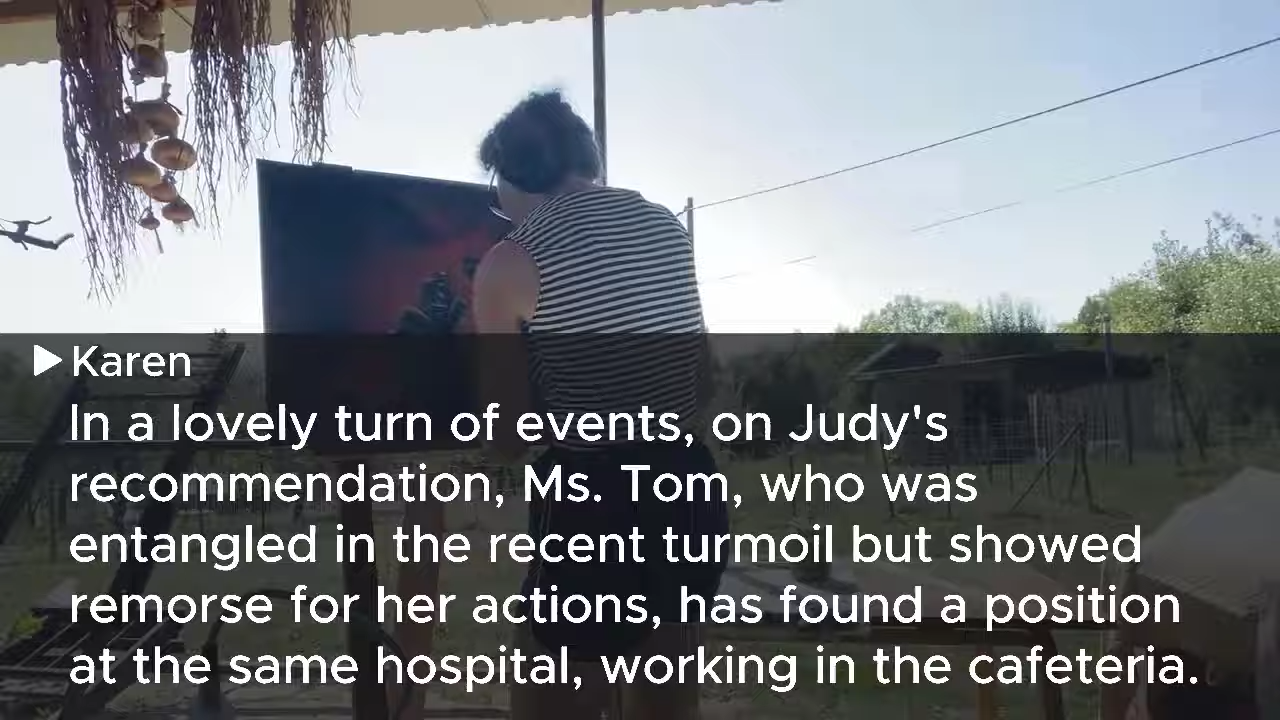 Karen
In a lovely turn of events, on Judy's
recommendation, Ms. Tom, who was
entangled in the recent turmoil but showed
remorse for her actions, has found a position
at the same hospital, working in the cafeteria.